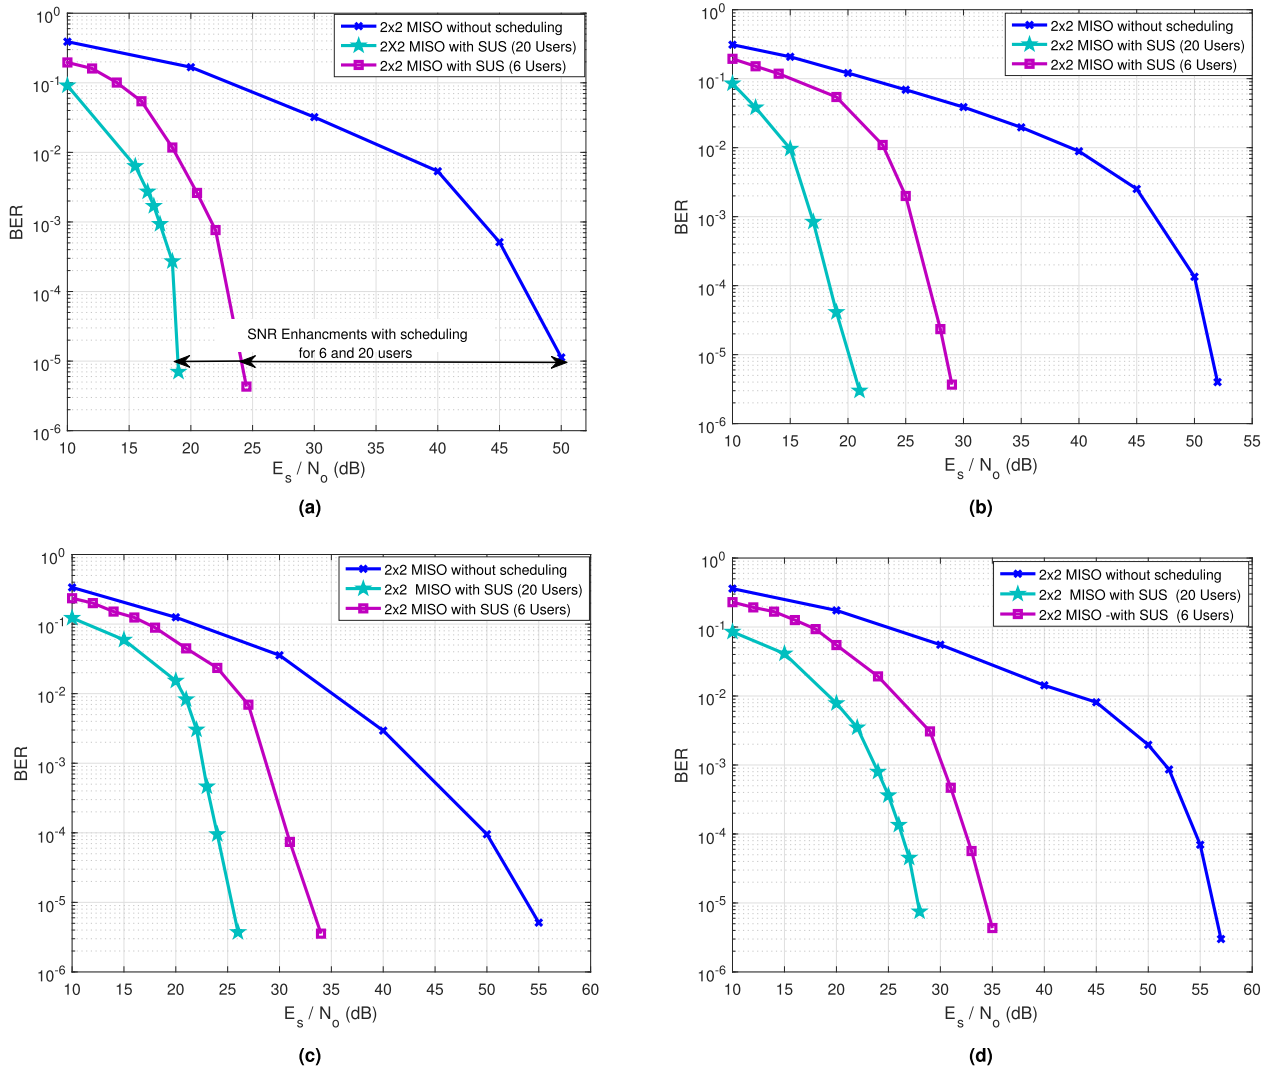 2x2 MISO without scheduling
2X2 MISO with SUS (20 Users)
2x2 MISO with SUS (6 Users)
10^0
10^-1
10^-2
10^-3
10^-4
10^-5
10^-6
BER
SNR Enhancments with scheduling
for 6 and 20 users
10 15 20 25 30 35 40 45 50
E_s / N_o (dB)
(a)
2x2 MISO without scheduling
2X2 MISO with SUS (20 Users)
2x2 MISO with SUS (6 Users)
10^0
10^-1
10^-2
10^-3
10^-4
10^-5
10^-6
BER
10 15 20 25 30 35 40 45 50 55
E_s / N_o (dB)
(b)
2x2 MISO without scheduling
2x2 MISO with SUS (20 Users)
2x2 MISO with SUS (6 Users)
10^0
10^-1
10^-2
10^-3
10^-4
10^-5
10^-6
BER
10 15 20 25 30 35 40 45 50 55 60
E_s / N_o (dB)
(c)
2x2 MISO without scheduling
2x2 MISO with SUS (20 Users)
2x2 MISO -with SUS (6 Users)
10^0
10^-1
10^-2
10^-3
10^-4
10^-5
10^-6
BER
10 15 20 25 30 35 40 45 50 55 60
E_s / N_o (dB)
(d)